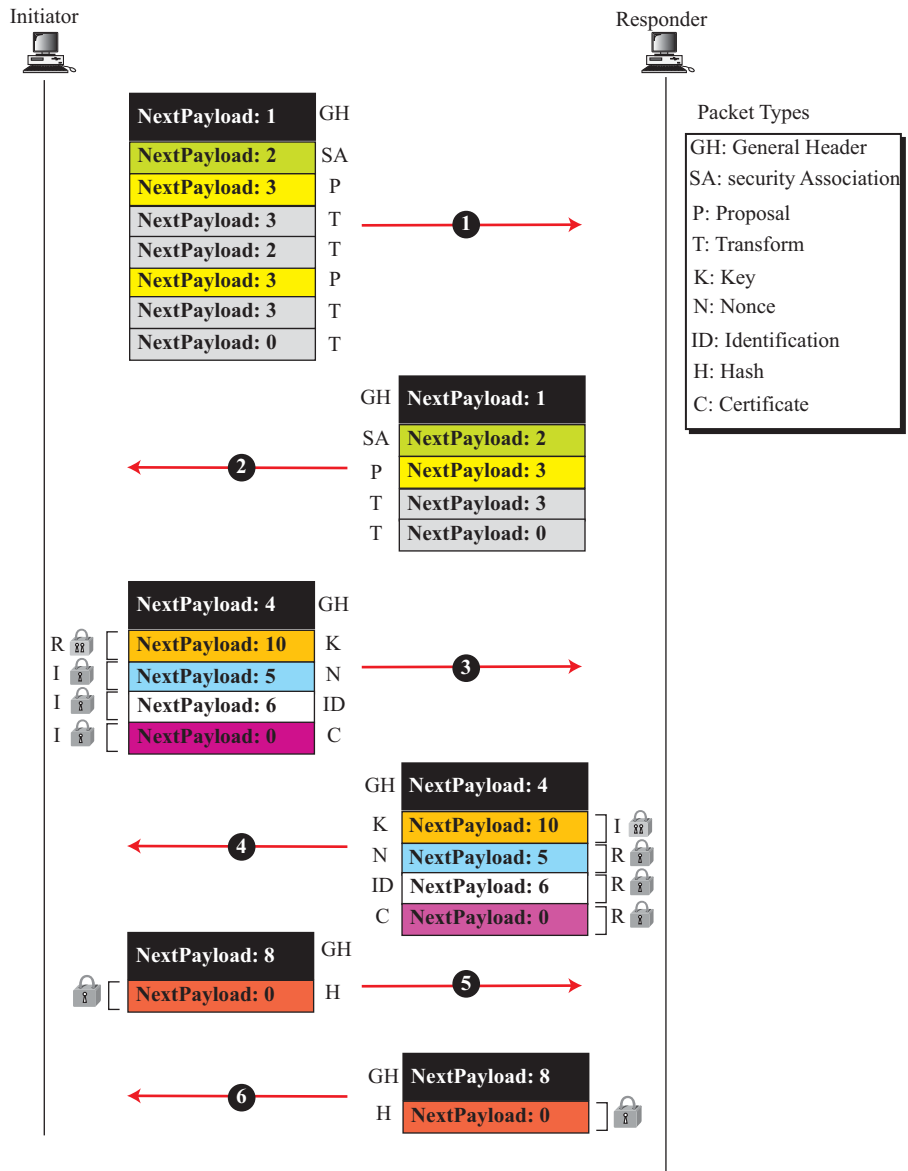 Initiator
Responder
NextPayload: 1 GH
NextPayload: 2 SA
NextPayload: 3 P
NextPayload: 3 T
NextPayload: 2 T
NextPayload: 3 P
NextPayload: 3 T
NextPayload: 0 T
1
Packet Types
GH: General Header
SA: security Association
P: Proposal
T: Transform
K: Key
N: Nonce
ID: Identification
H: Hash
C: Certificate
GH NextPayload: 1
SA NextPayload: 2
P NextPayload: 3
T NextPayload: 3
T NextPayload: 0
2
NextPayload: 4 GH
R NextPayload: 10 K
I NextPayload: 5 N
I NextPayload: 6 ID
I NextPayload: 0 C
3
GH NextPayload: 4
K NextPayload: 10 I
N NextPayload: 5 R
ID NextPayload: 6 R
C NextPayload: 0 R
4
NextPayload: 8 GH
NextPayload: 0 H
5
GH NextPayload: 8
H NextPayload: 0
6